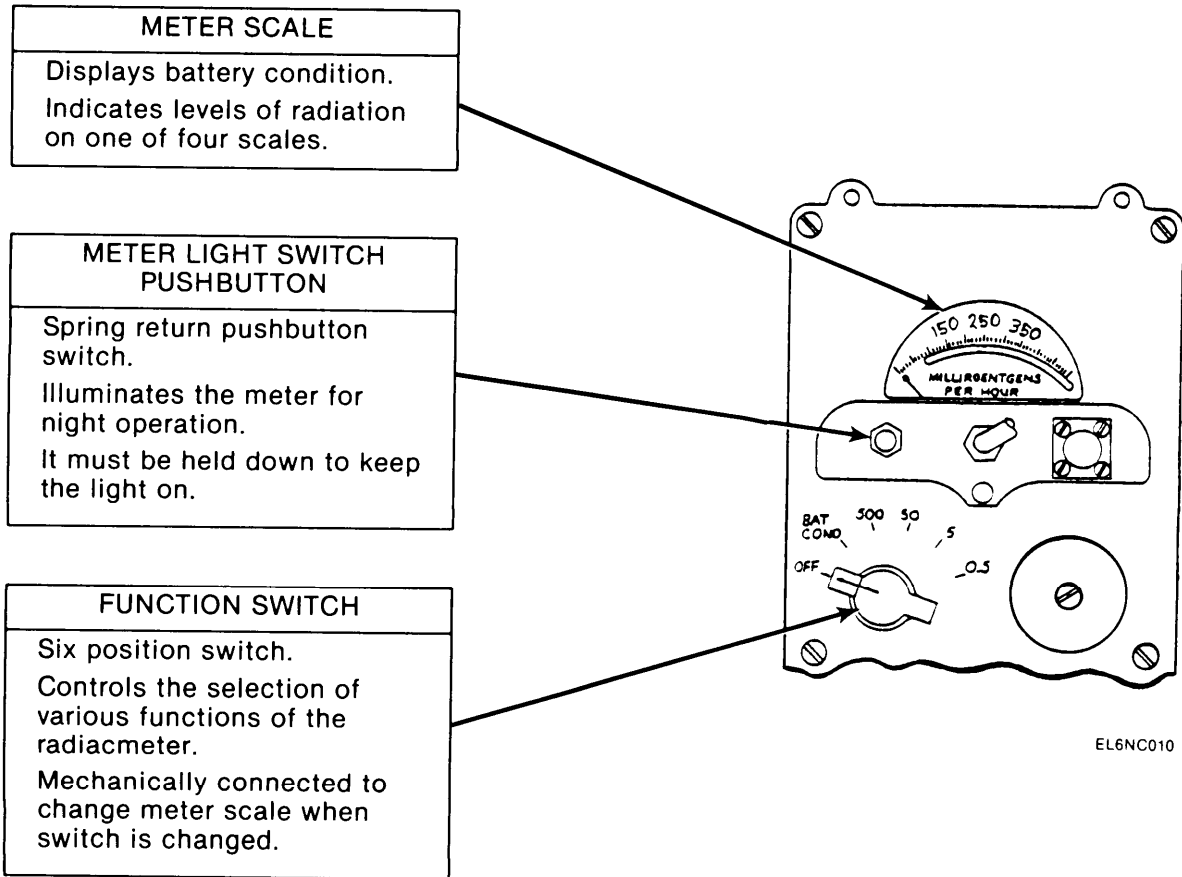 METER SCALE
Displays battery condition.
Indicates levels of radiation
on one of four scales.
METER LIGHT SWITCH
PUSHBUTTON
Spring return pushbutton
switch.
Illuminates the meter for
night operation.
It must be held down to keep
the light on.
FUNCTION SWITCH
Six position switch.
Controls the selection of
various functions of the
radiacmeter.
Mechanically connected to
change meter scale when
switch is changed.
150 250 350
MILLIROENTGENS
PER HOUR
BAT
COND
500 50 5 0.5
OFF
EL6NC010